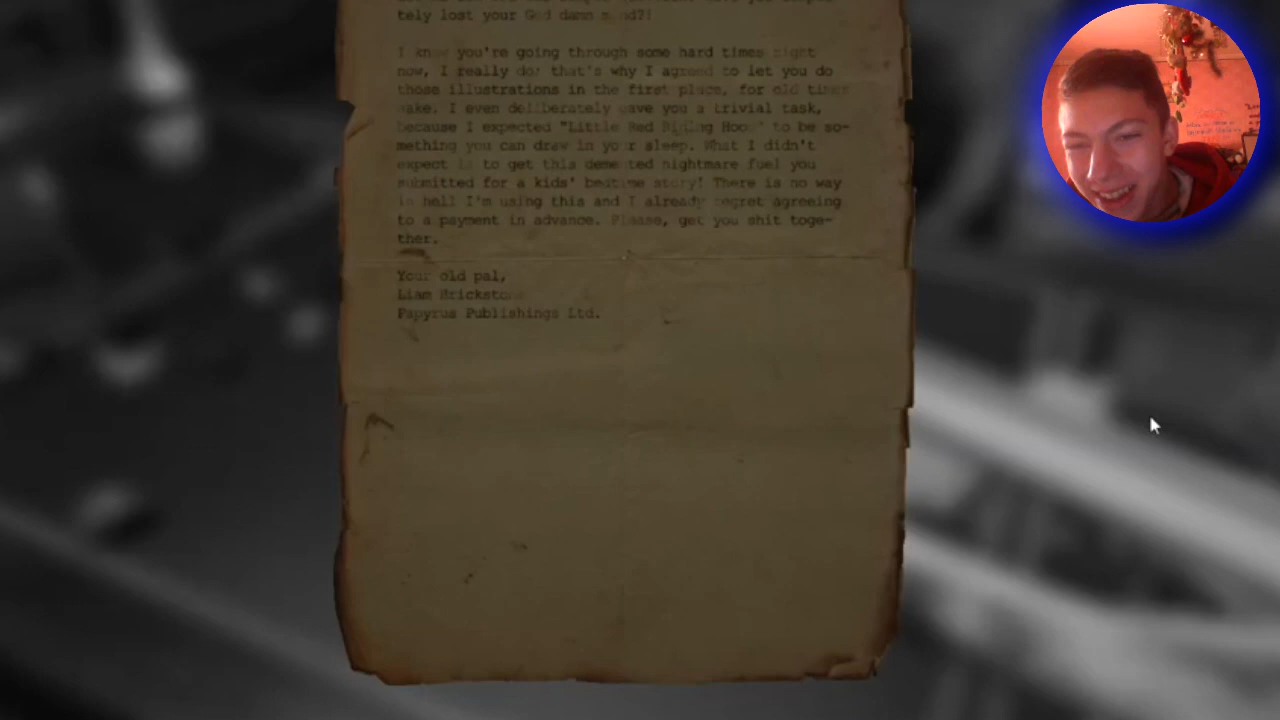 tely lost your God damn mind?!
I know you're going through some hard times right
now, I really do; that's why I agreed to let you do
those illustrations in the first place, for old times
sake. I even deliberately gave you a trivial task,
because I expected "Little Red Riding Hood" to be so-
mething you can draw in your sleep. What I didn't
expect is to get this demented nightmare fuel you
submitted for a kids' bedtime story! There is no way
in hell I'm using this and I already regret agreeing
to a payment in advance. Please, get you shit toge-
ther.
Your old pal,
Liam Brickstone
Papyrus Publishings Ltd.